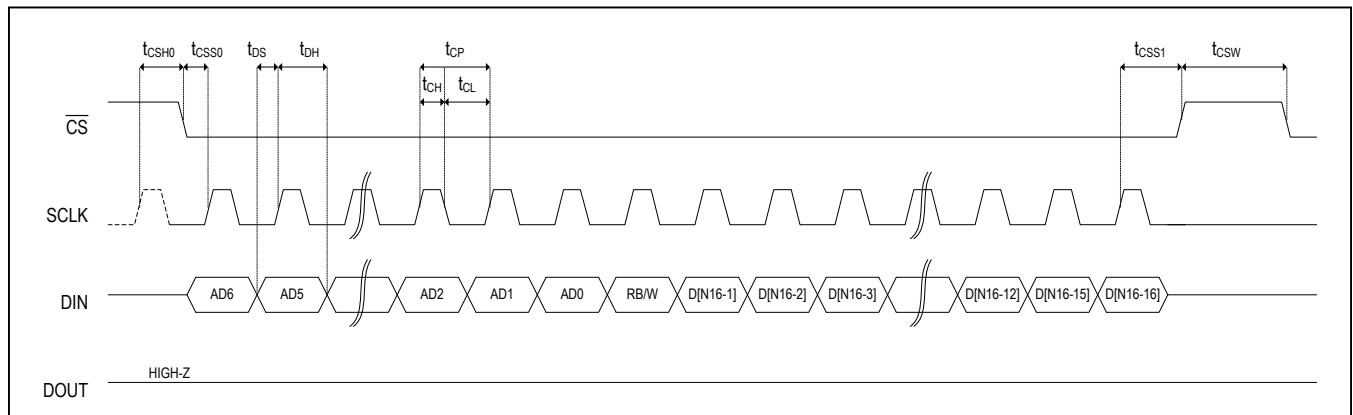 tCSH0 tCSS0 tDS tDH tCP tCSS1 tCSW
tCH tCL
CS
SCLK
DIN AD6 AD5 AD2 AD1 AD0 RB/W D[N16-1] D[N16-2] D[N16-3] D[N16-12] D[N16-15] D[N16-16]
HIGH-Z
DOUT